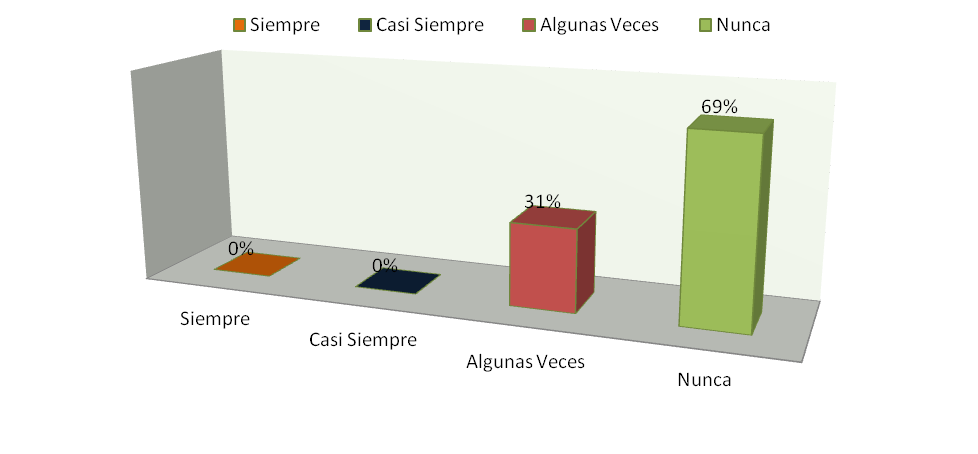 Siempre Casi Siempre Algunas Veces Nunca
69%
31%
0%
0%
Siempre
Casi Siempre
Algunas Veces
Nunca